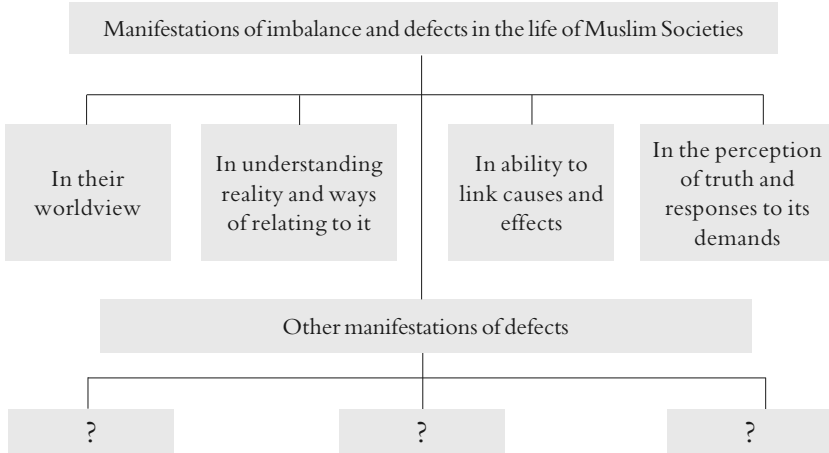 Manifestations of imbalance and defects in the life of Muslim Societies
In their
worldview
In understanding
reality and ways
of relating to it
In ability to
link causes and
effects
In the perception
of truth and
responses to its
demands
Other manifestations of defects
?
?
?